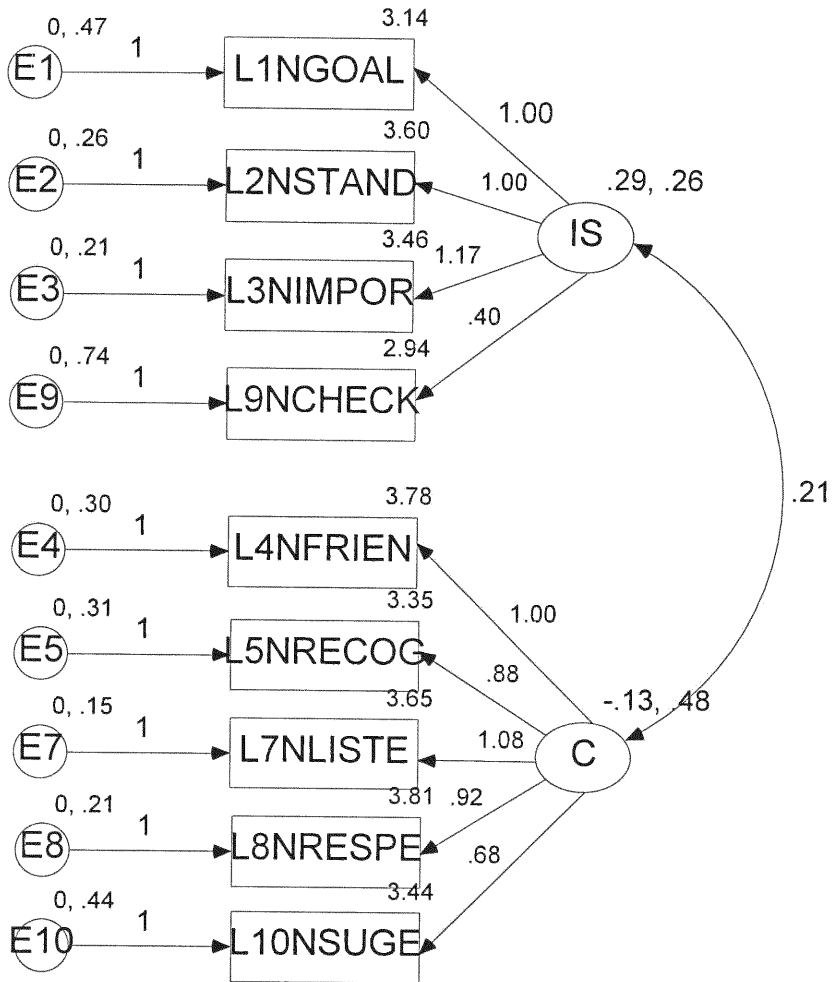 3.14
0, .47
1
E1
L1NGOAL
1.00
3.60
0, .26
1
E2
L2NSTAND
1.00
.29, .26
IS
3.46
0, .21
1
1.17
E3
L3NIMPOR
.40
2.94
0, .74
1
E9
L9NCHECK
.21
3.78
0, .30
1
E4
L4NFRIEN
1.00
3.35
0, .31
1
E5
L5NRECOG
.88
3.65
-.13, .48
0, .15
1
E7
L7NLISTE
1.08
C
3.81
.92
0, .21
1
E8
L8NRESPE
.68
3.44
0, .44
1
E10
L10NSUGE